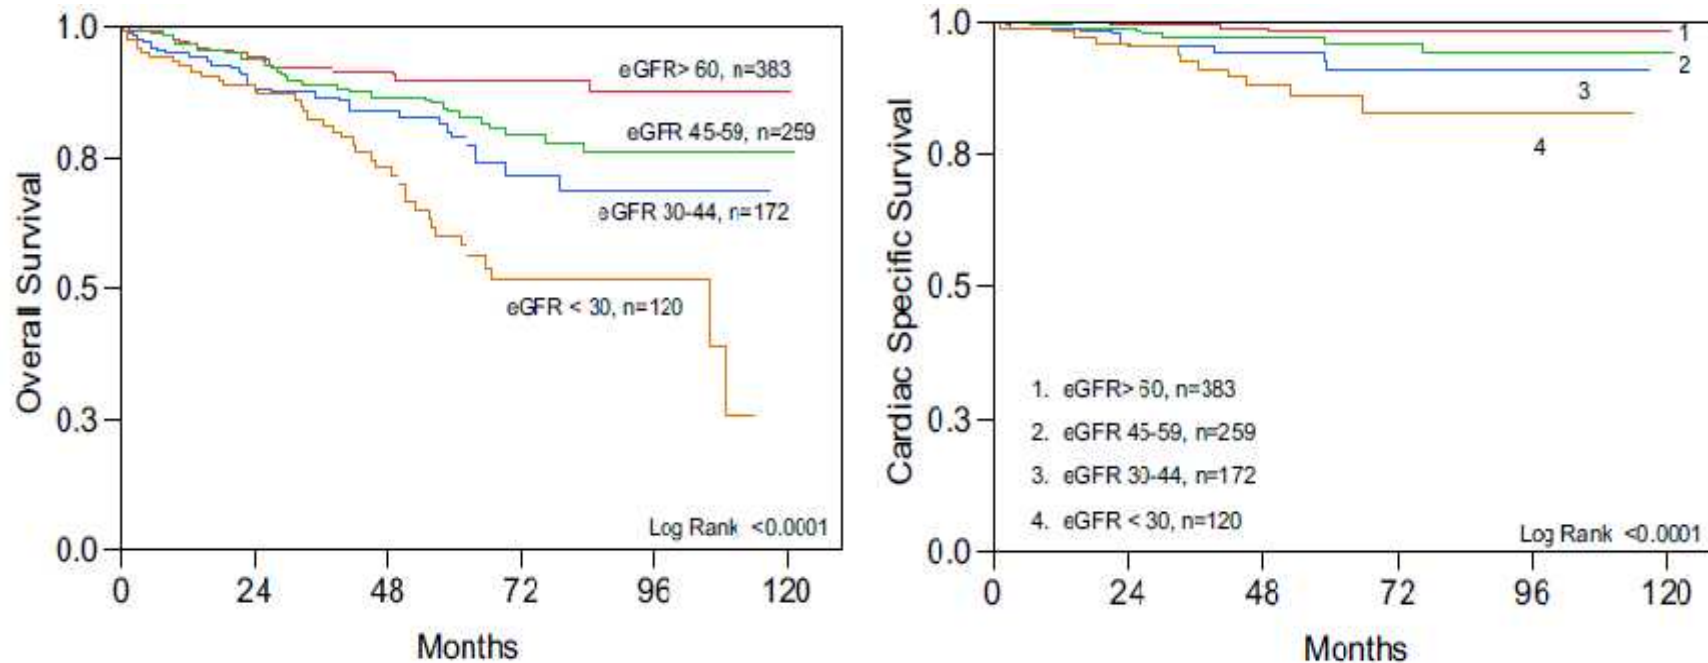 Overall Survival
1.0
0.8
0.5
0.3
0.0
eGFR> 60, n=383
eGFR 45-59, n=259
eGFR 30-44, n=172
eGFR < 30, n=120
Log Rank <0.0001
0 24 48 72 96 120
Months
Cardiac Specific Survival
1.0
0.8
0.5
0.3
0.0
1
2
3
4
1. eGFR> 60, n=383
2. eGFR 45-59, n=259
3. eGFR 30-44, n=172
4. eGFR < 30, n=120
Log Rank <0.0001
0 24 48 72 96 120
Months